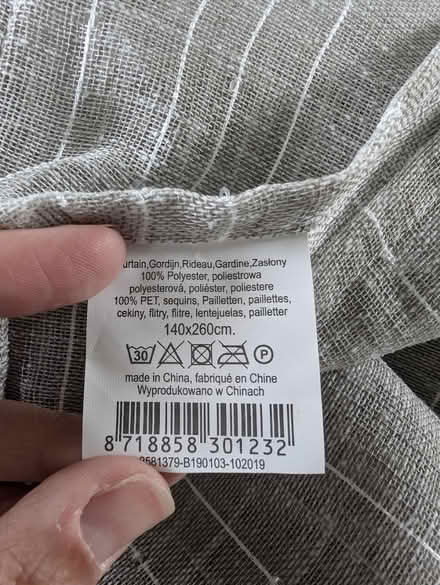 urtain,Gordijn,Rideau,Gardine,Zasłony
100% Polyester, poliestrowa
polyesterová, poliéster, poliestere
100% PET, sequins, Pailletten, paillettes,
cekiny, flitry, flitre, lentejuelas, pailletter
140x260cm.
30 P
made in China, fabriqué en Chine
Wyprodukowano w Chinach
8 718858 301232
8581379-B190103-102019